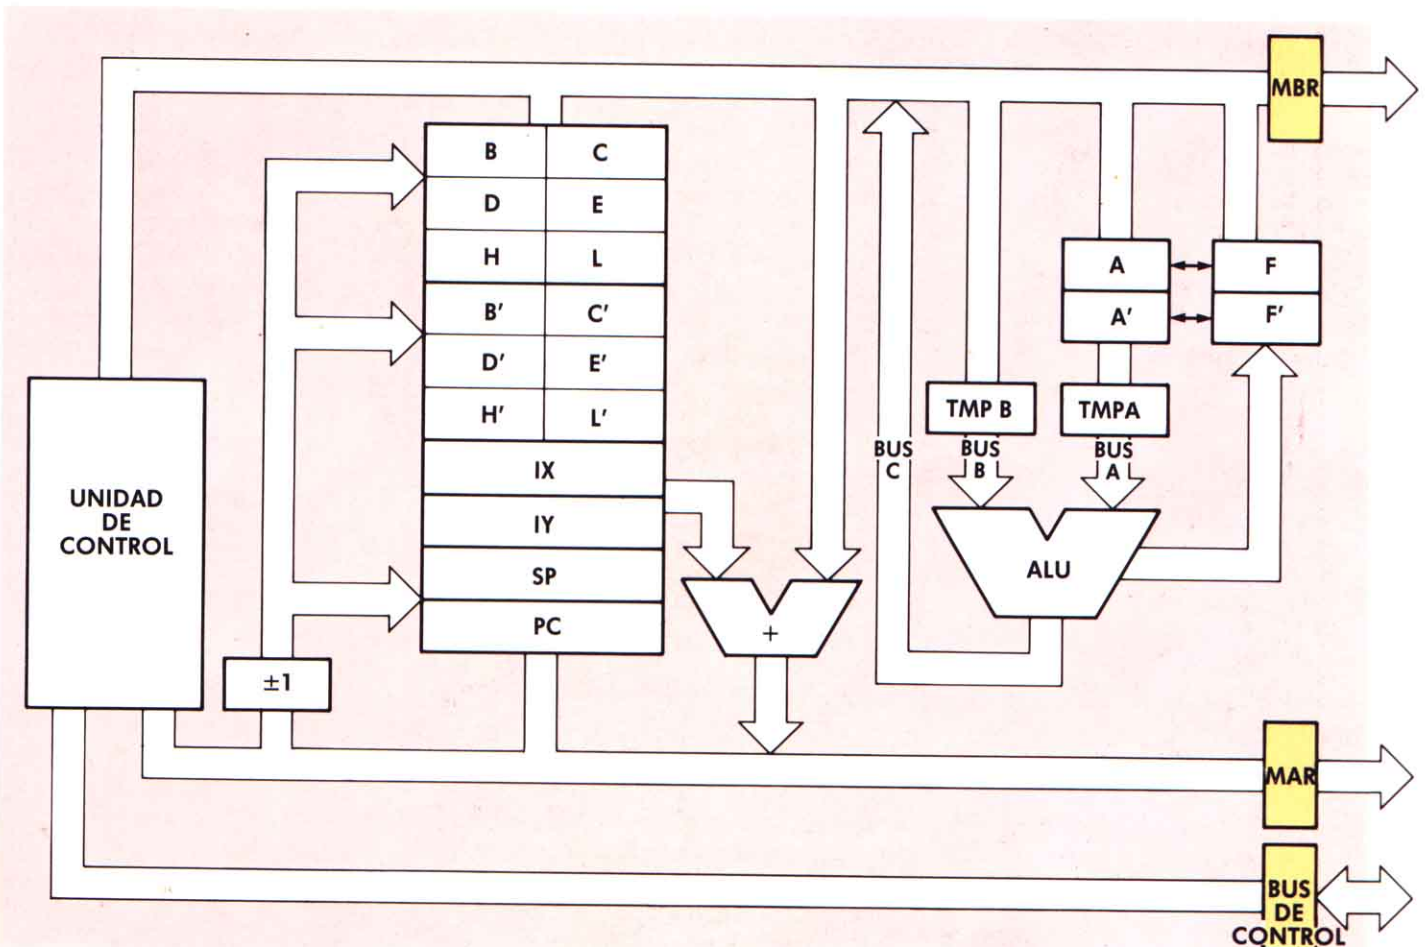 MBR
B C
D E
H L
B' C'
D' E'
H' L'
IX
IY
SP
PC
A F
A' F'
TMP B TMPA
BUS
C
BUS
B
BUS
A
UNIDAD
DE
CONTROL
ALU
+
±1
MAR
BUS
DE
CONTROL